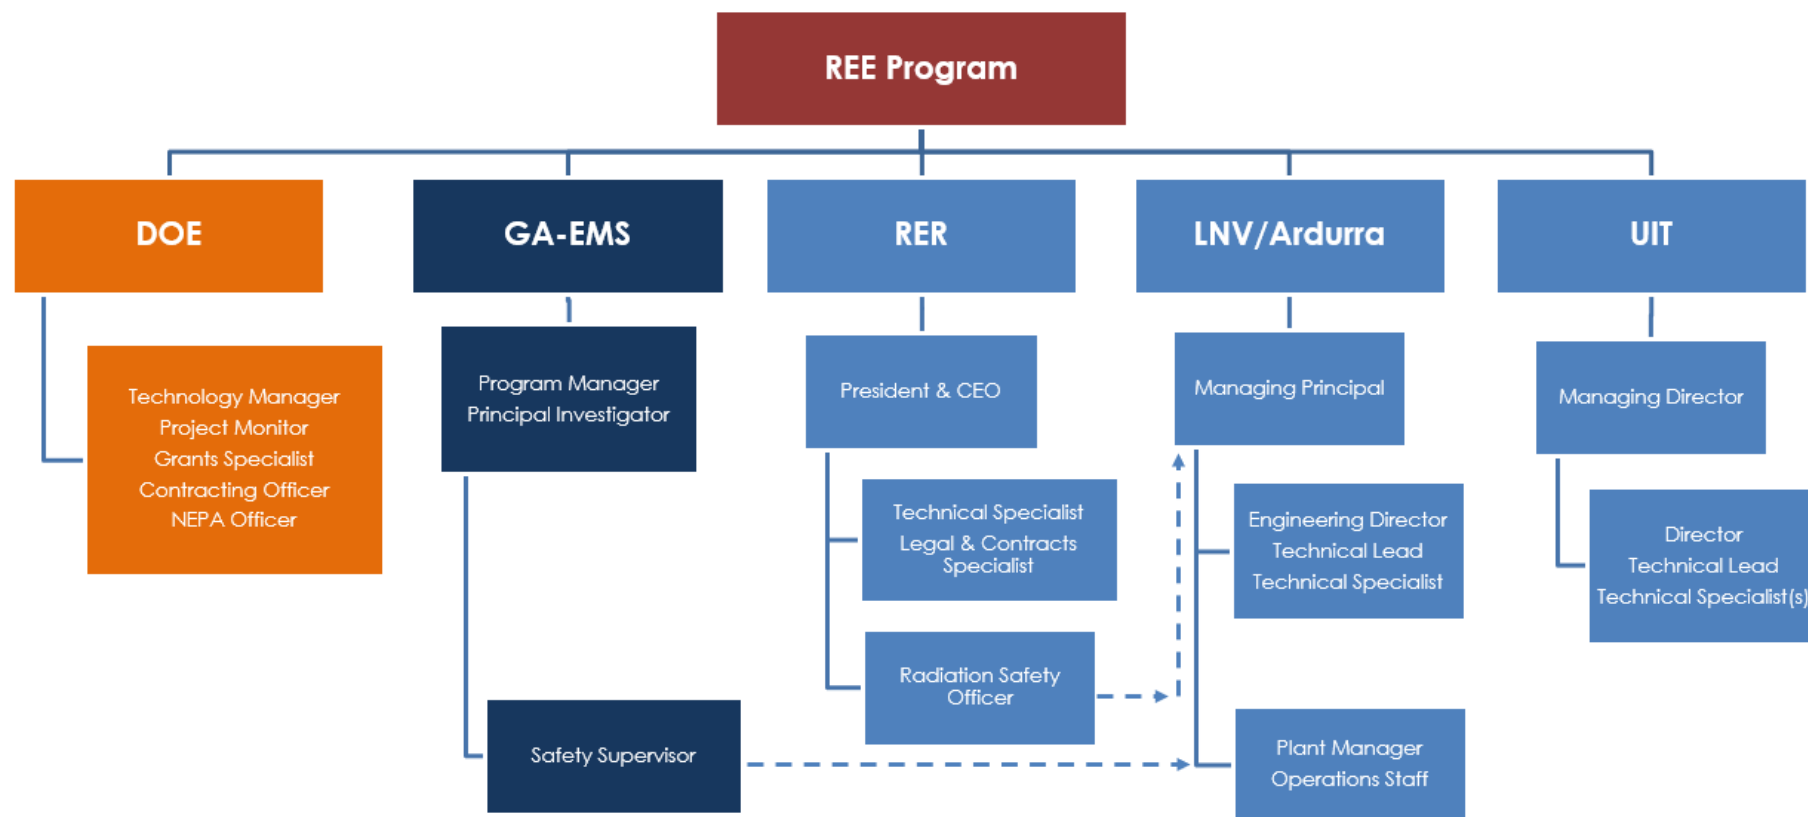 REE Program
DOE
GA-EMS
RER
LNV/Ardurra
UIT
Technology Manager
Project Monitor
Grants Specialist
Contracting Officer
NEPA Officer
Program Manager
Principal Investigator
Safety Supervisor
President & CEO
Technical Specialist
Legal & Contracts
Specialist
Radiation Safety
Officer
Managing Principal
Engineering Director
Technical Lead
Technical Specialist
Plant Manager
Operations Staff
Managing Director
Director
Technical Lead
Technical Specialist(s)